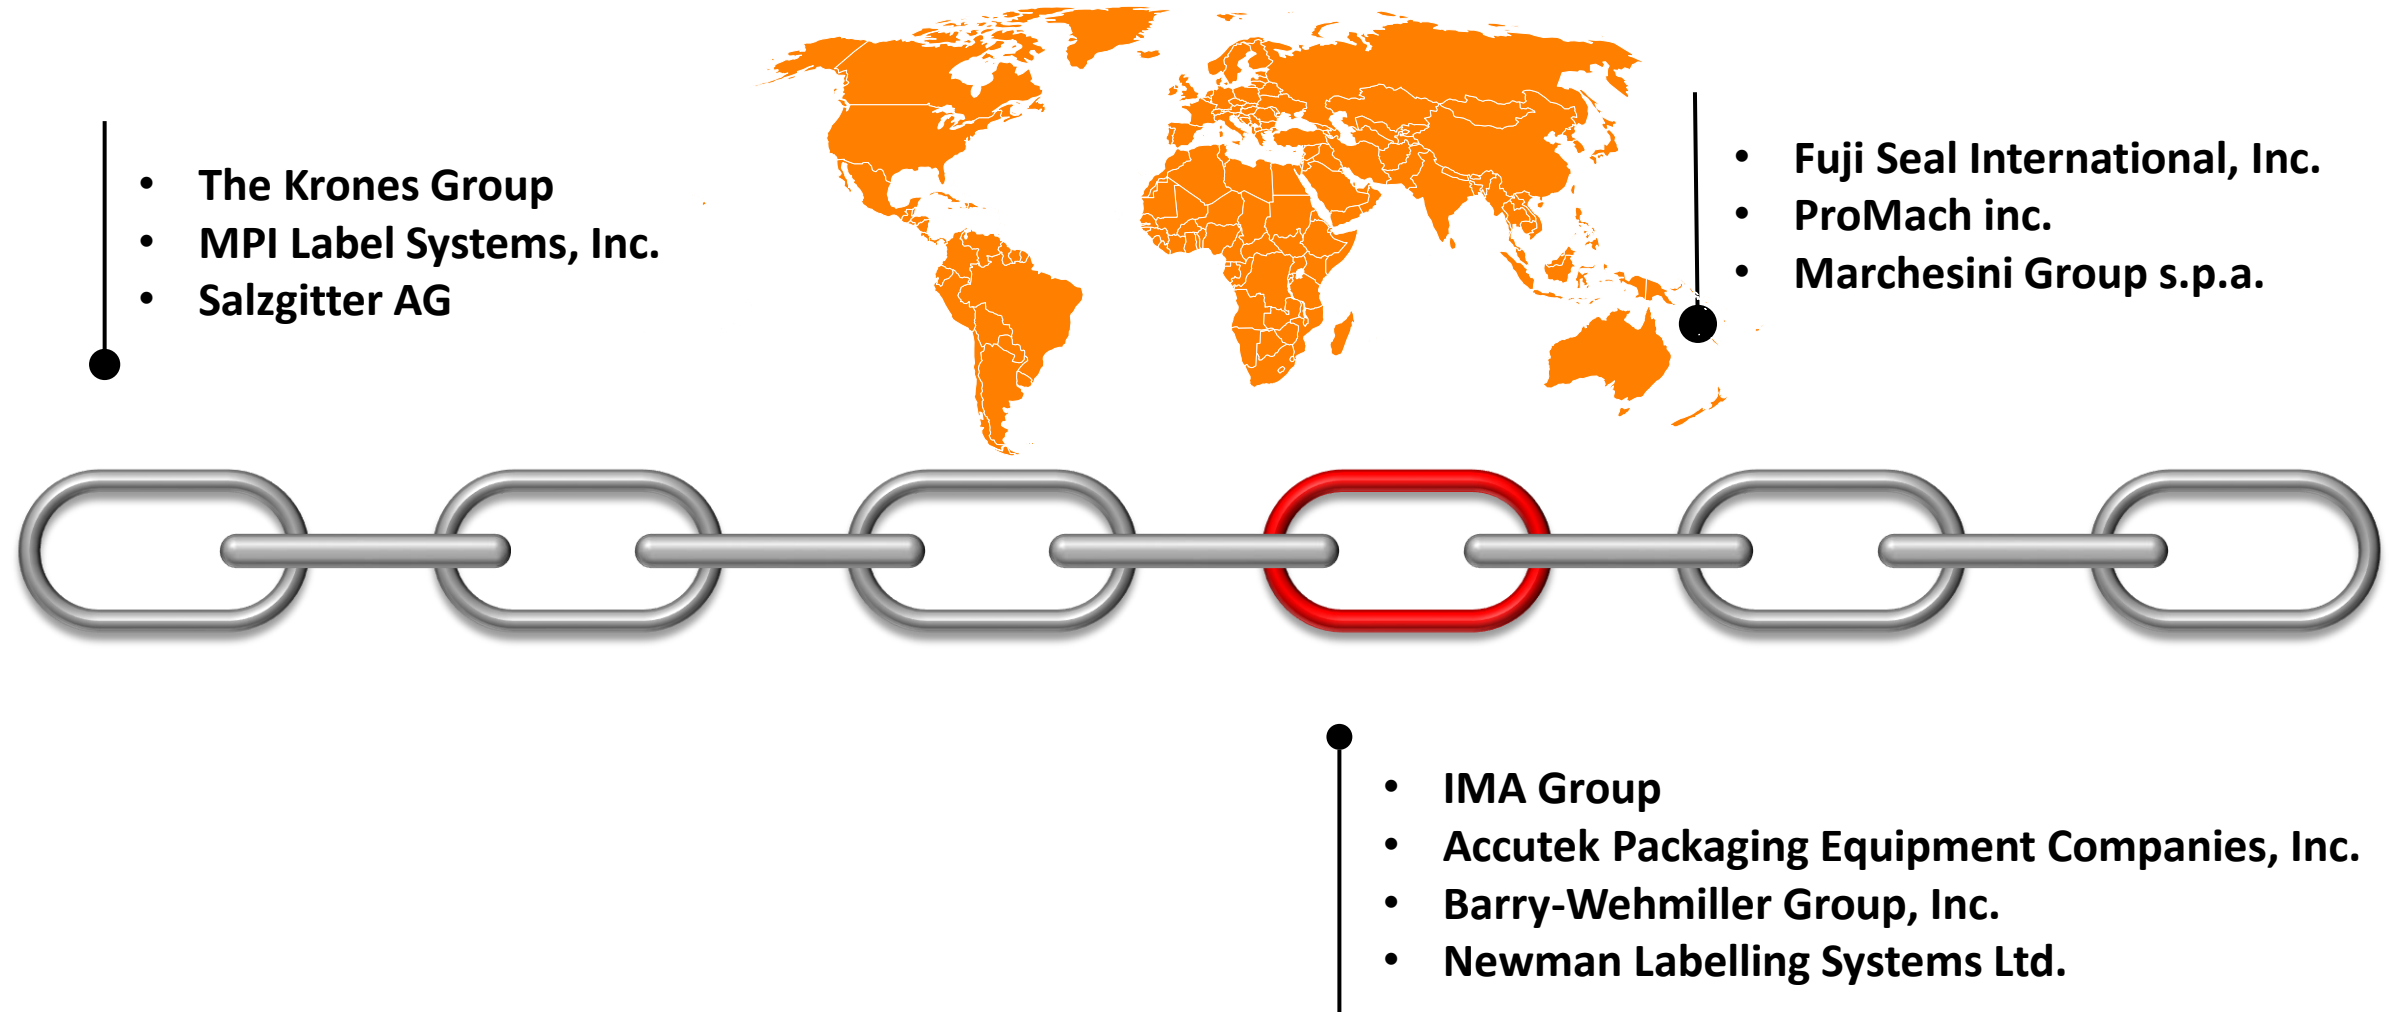 • The Krones Group
• MPI Label Systems, Inc.
• Salzgitter AG
• Fuji Seal International, Inc.
• ProMach inc.
• Marchesini Group s.p.a.
• IMA Group
• Accutek Packaging Equipment Companies, Inc.
• Barry-Wehmiller Group, Inc.
• Newman Labelling Systems Ltd.